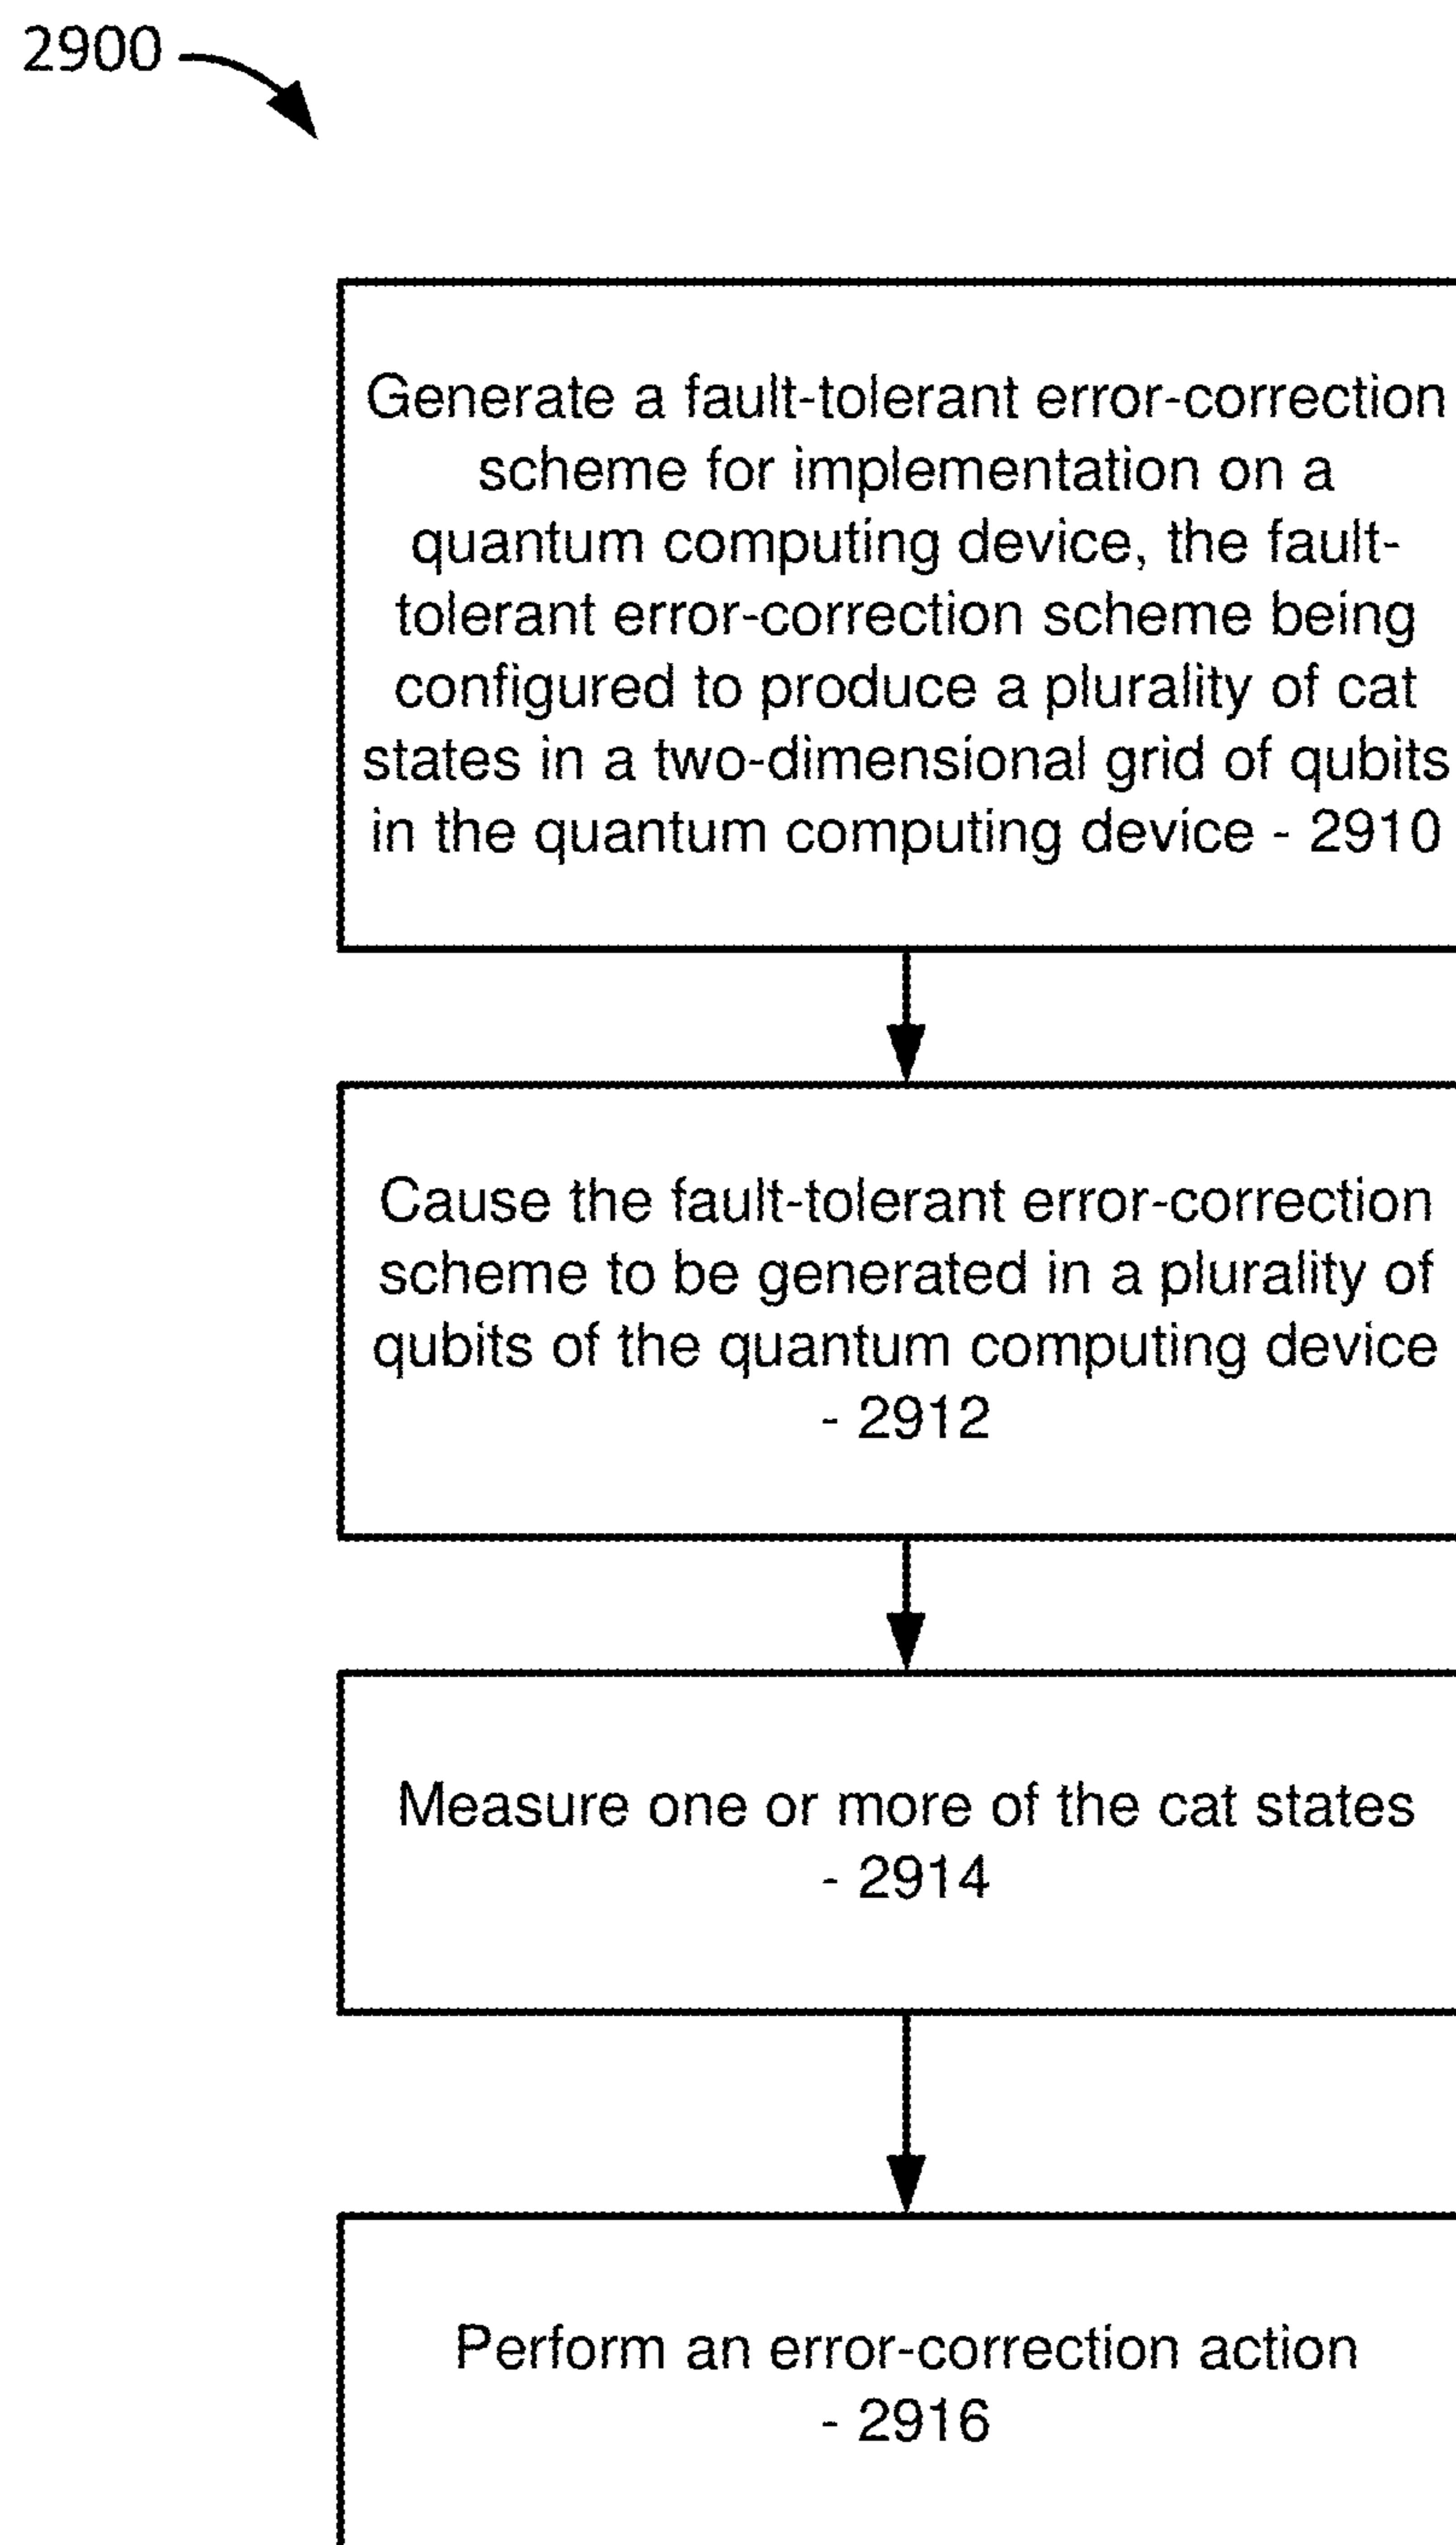 2900
Generate a fault-tolerant error-correction
scheme for implementation on a
quantum computing device, the fault-
tolerant error-correction scheme being
configured to produce a plurality of cat
states in a two-dimensional grid of qubits
in the quantum computing device - 2910
Cause the fault-tolerant error-correction
scheme to be generated in a plurality of
qubits of the quantum computing device
- 2912
Measure one or more of the cat states
- 2914
Perform an error-correction action
- 2916